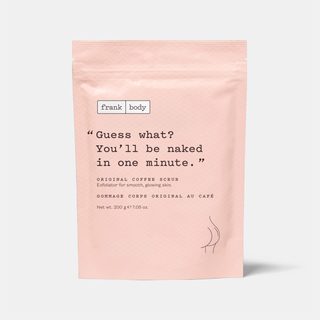 frank body
“Guess what?
You’ll be naked
in one minute.”
ORIGINAL COFFEE SCRUB
Exfoliator for smooth, glowing skin.
GOMMAGE CORPS ORIGINAL AU CAFÉ
Net wt. 200 g ℮ 7.05 oz.